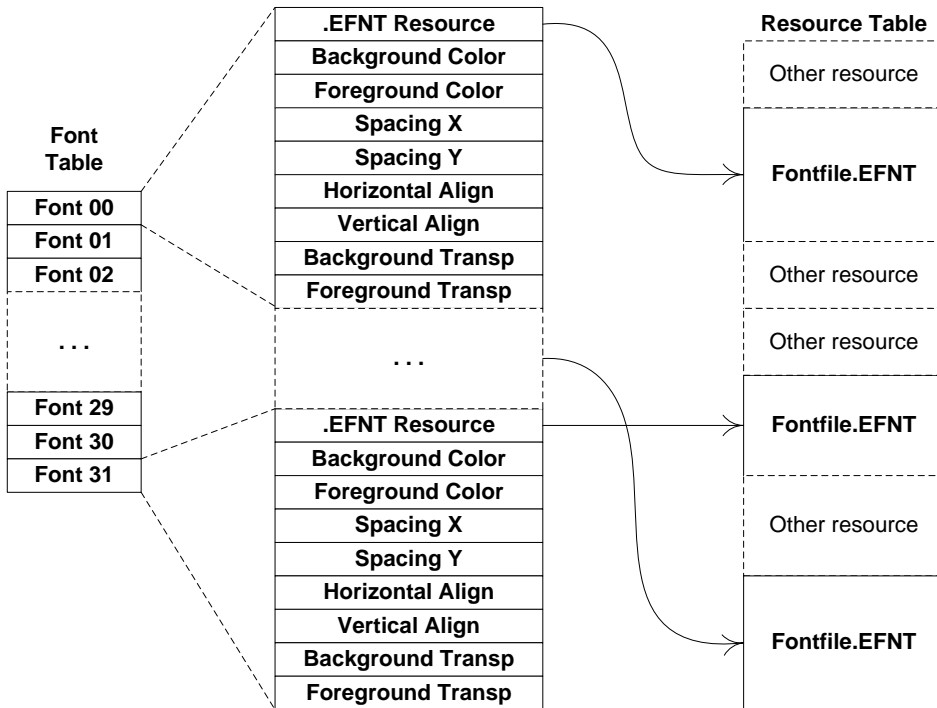 Font
Table
Font 00
Font 01
Font 02
. . .
Font 29
Font 30
Font 31
.EFNT Resource
Background Color
Foreground Color
Spacing X
Spacing Y
Horizontal Align
Vertical Align
Background Transp
Foreground Transp
. . .
.EFNT Resource
Background Color
Foreground Color
Spacing X
Spacing Y
Horizontal Align
Vertical Align
Background Transp
Foreground Transp
Resource Table
Other resource
Fontfile.EFNT
Other resource
Other resource
Fontfile.EFNT
Other resource
Fontfile.EFNT